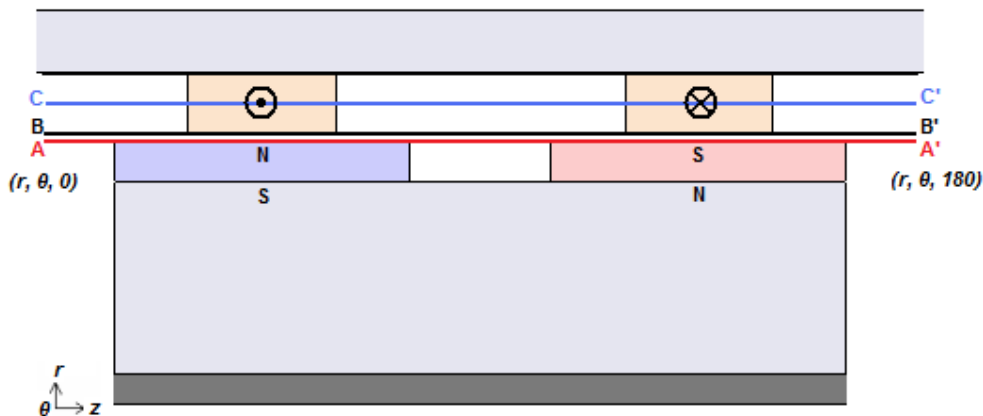 C C'
B B'
A A'
N S
(r, θ, 0) (r, θ, 180)
S N
r
θ z